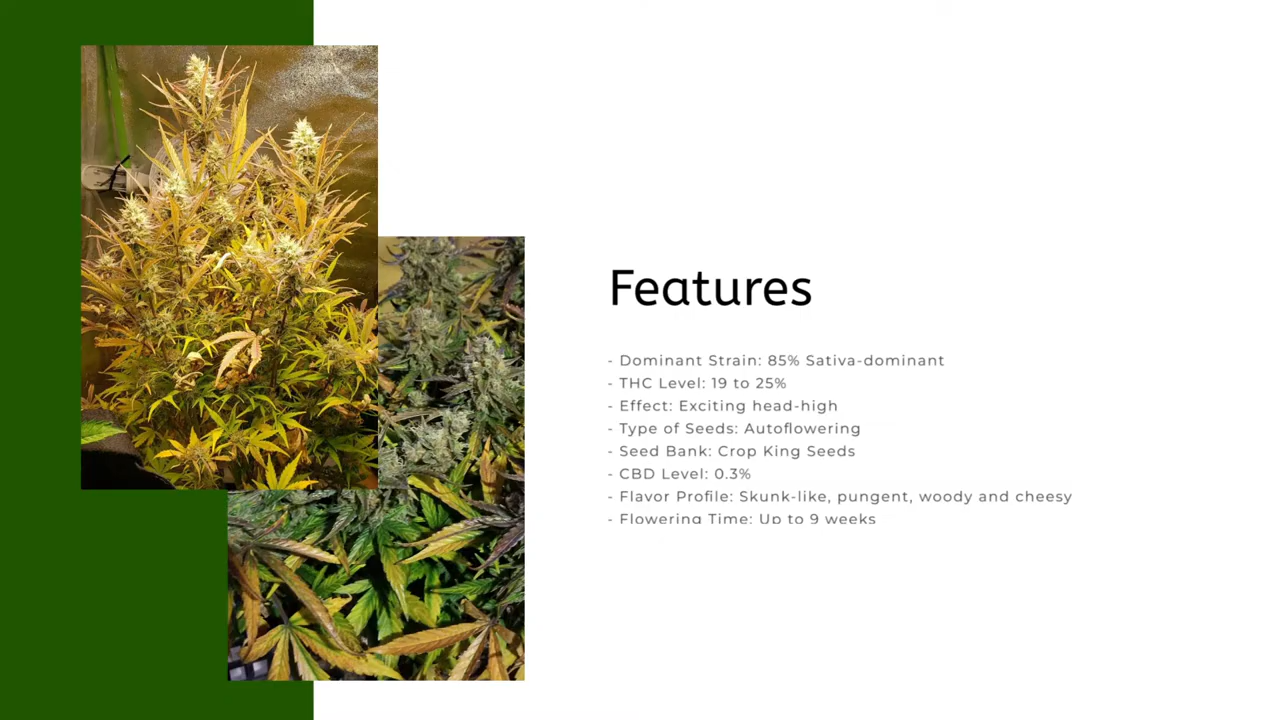 Features
- Dominant Strain: 85% Sativa-dominant
- THC Level: 19 to 25%
- Effect: Exciting head-high
- Type of Seeds: Autoflowering
- Seed Bank: Crop King Seeds
- CBD Level: 0.3%
- Flavor Profile: Skunk-like, pungent, woody and cheesy
- Flowering Time: Up to 9 weeks